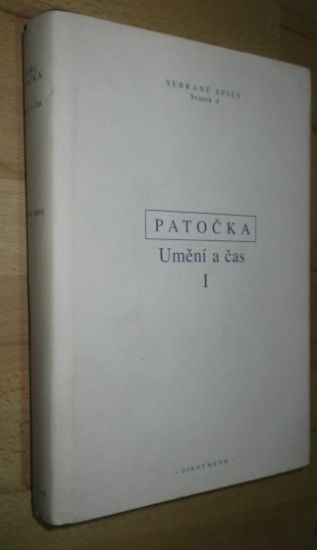 SEBRANÉ SPISY
Svazek 4
PATOČKA
Umění a čas
I
- OIKOYMENH -